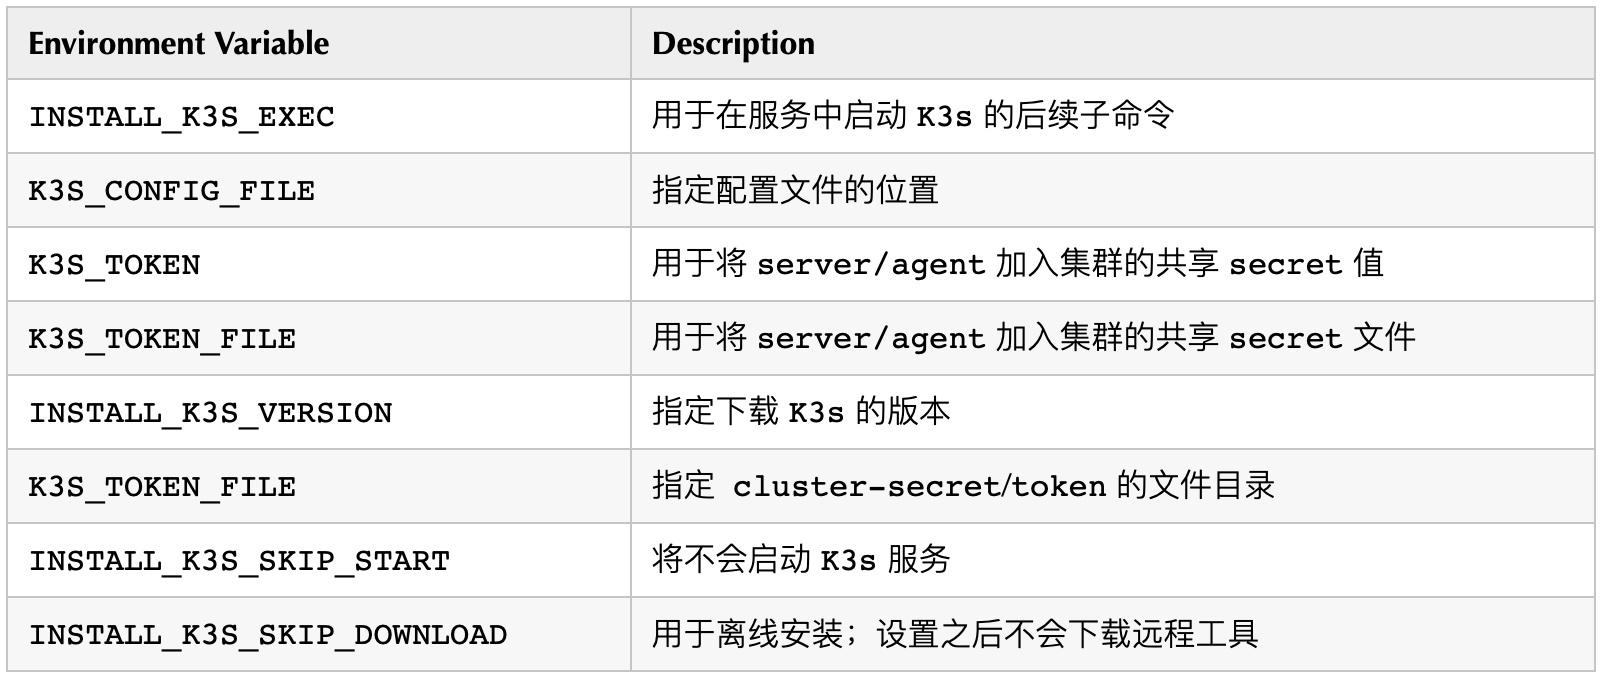 Environment Variable Description
INSTALL_K3S_EXEC 用于在服务中启动 K3s 的后续子命令
K3S_CONFIG_FILE 指定配置文件的位置
K3S_TOKEN 用于将 server/agent 加入集群的共享 secret 值
K3S_TOKEN_FILE 用于将 server/agent 加入集群的共享 secret 文件
INSTALL_K3S_VERSION 指定下载 K3s 的版本
K3S_TOKEN_FILE 指定 cluster-secret/token 的文件目录
INSTALL_K3S_SKIP_START 将不会启动 K3s 服务
INSTALL_K3S_SKIP_DOWNLOAD 用于离线安装；设置之后不会下载远程工具